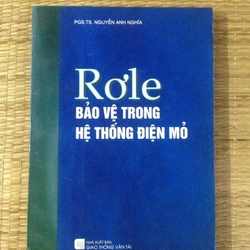 PGS.TS. NGUYỄN ANH NGHĨA
Rơle
BẢO VỆ TRONG
HỆ THỐNG ĐIỆN MỎ
NHÀ XUẤT BẢN
GIAO THÔNG VẬN TẢI